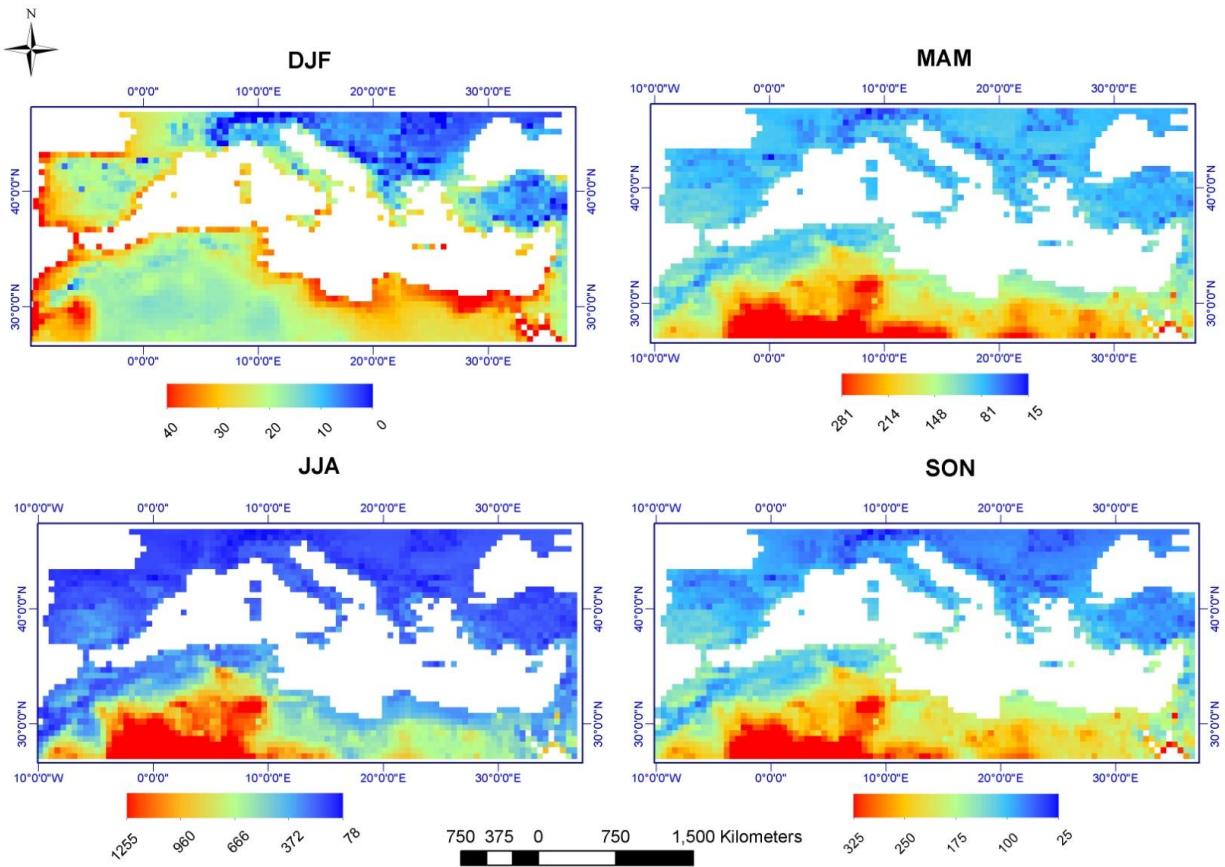 N
DJF
MAM
0°0'0" 10°0'0"E 20°0'0"E 30°0'0"E
10°0'0"W 0°0'0" 10°0'0"E 20°0'0"E 30°0'0"E
40°0'0"N 40°0'0"N 40°0'0"N 40°0'0"N
30°0'0"N 30°0'0"N 30°0'0"N 30°0'0"N
0°0'0" 10°0'0"E 20°0'0"E 30°0'0"E
10°0'0"W 0°0'0" 10°0'0"E 20°0'0"E 30°0'0"E
40 30 20 10 0
281 214 148 81 15
JJA
SON
10°0'0"W 0°0'0" 10°0'0"E 20°0'0"E 30°0'0"E
10°0'0"W 0°0'0" 10°0'0"E 20°0'0"E 30°0'0"E
40°0'0"N 40°0'0"N 40°0'0"N 40°0'0"N
30°0'0"N 30°0'0"N 30°0'0"N 30°0'0"N
10°0'0"W 0°0'0" 10°0'0"E 20°0'0"E 30°0'0"E
10°0'0"W 0°0'0" 10°0'0"E 20°0'0"E 30°0'0"E
1255 960 666 372 78
325 250 175 100 25
750 375 0 750 1,500 Kilometers